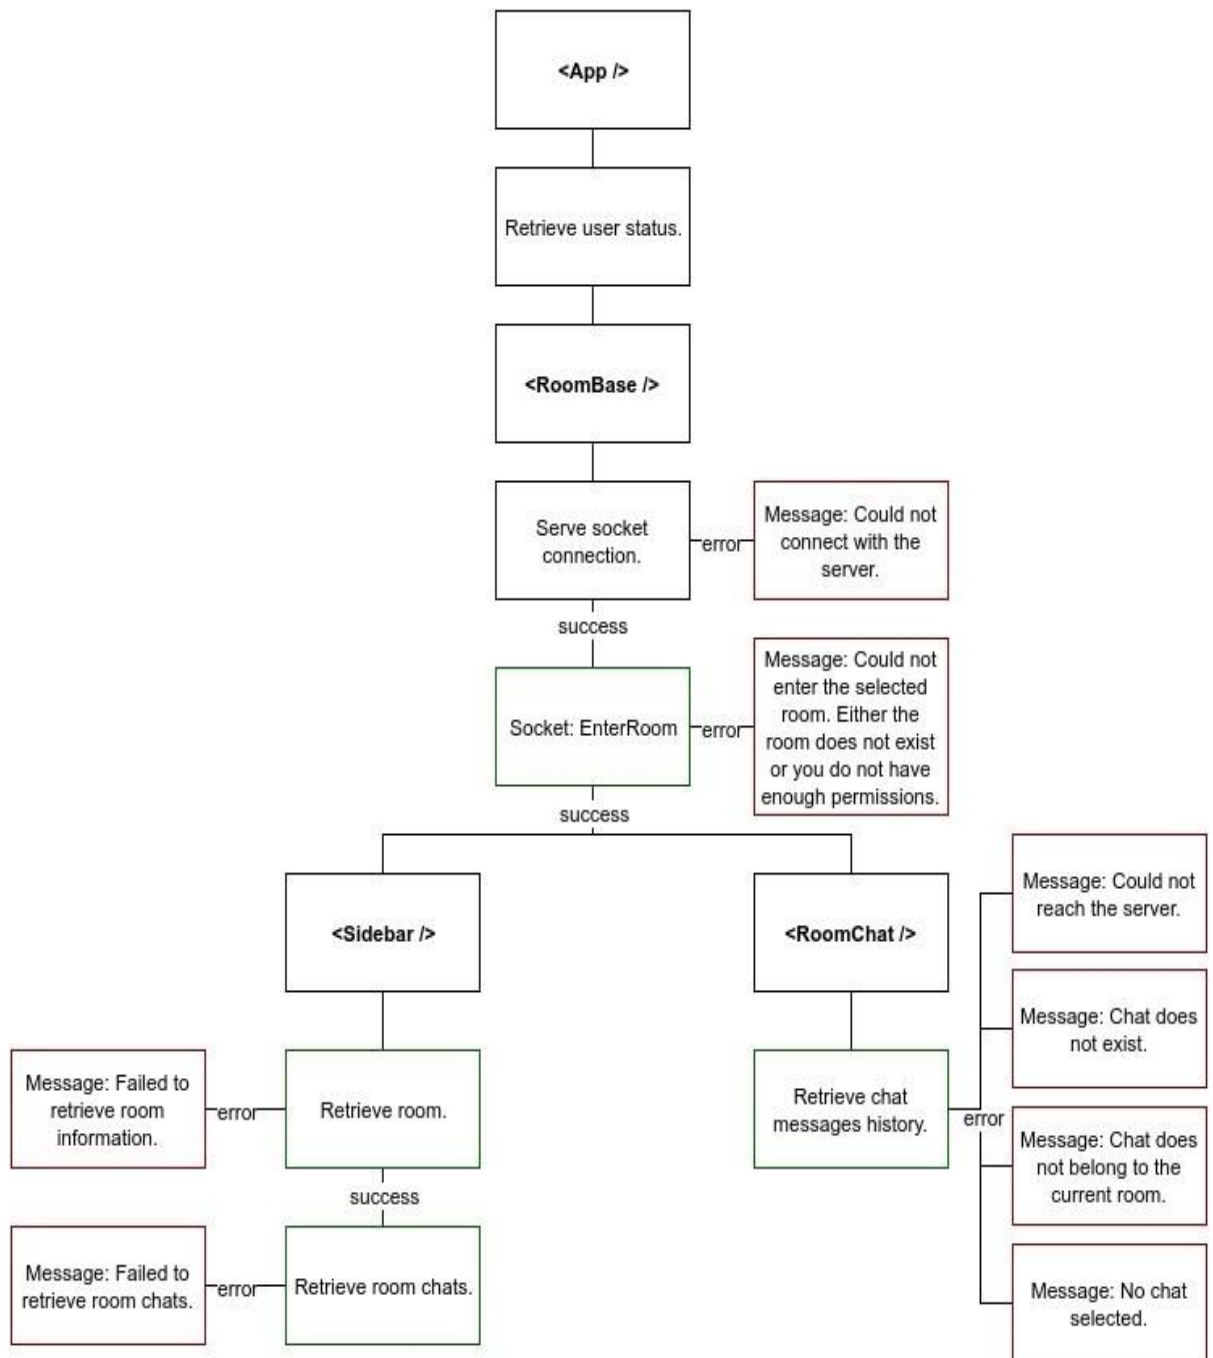 <App />
Retrieve user status.
<RoomBase />
Serve socket
connection.
error
Message: Could not
connect with the
server.
success
Socket: EnterRoom
error
Message: Could not
enter the selected
room. Either the
room does not exist
or you do not have
enough permissions.
success
<Sidebar />
<RoomChat />
Message: Could not
reach the server.
Message: Chat does
not exist.
Message: Failed to
retrieve room
information.
error
Retrieve room.
Retrieve chat
messages history.
error
Message: Chat does
not belong to the
current room.
success
Message: Failed to
retrieve room chats.
error
Retrieve room chats.
Message: No chat
selected.